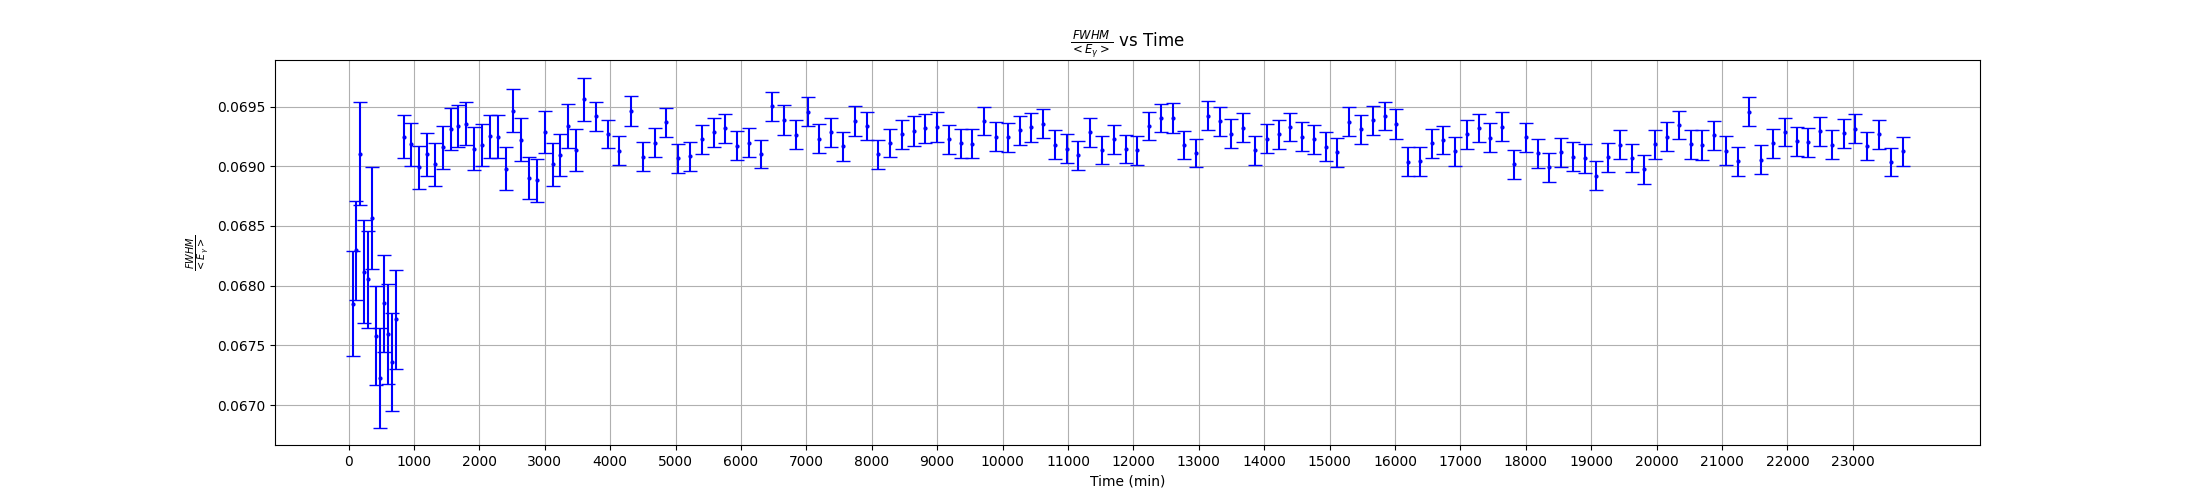 FWHM / <E_γ> vs Time
FWHM / <E_γ>
0.0695
0.0690
0.0685
0.0680
0.0675
0.0670
0 1000 2000 3000 4000 5000 6000 7000 8000 9000 10000 11000 12000 13000 14000 15000 16000 17000 18000 19000 20000 21000 22000 23000
Time (min)